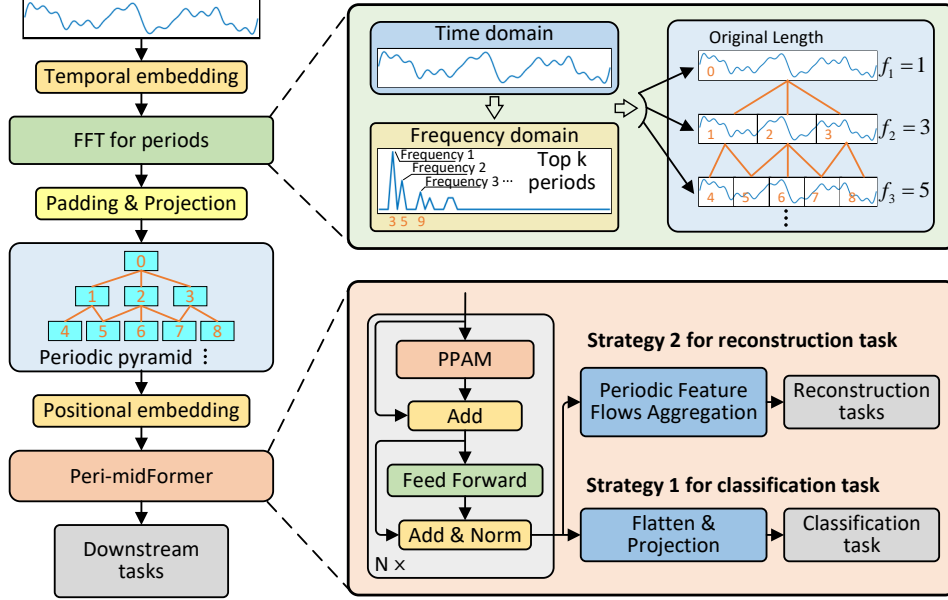 Temporal embedding
FFT for periods
Padding & Projection
0
1 2 3
4 5 6 7 8
Periodic pyramid ⋮
Positional embedding
Peri-midFormer
Downstream
tasks
Time domain
Frequency domain
Frequency 1
Frequency 2
Frequency 3 ···
Top k
periods
3 5 9
Original Length
0
f₁ = 1
1 2 3
f₂ = 3
4 5 6 7 8
f₃ = 5
⋮
PPAM
Add
Feed Forward
Add & Norm
N ×
Strategy 2 for reconstruction task
Periodic Feature
Flows Aggregation
Reconstruction
tasks
Strategy 1 for classification task
Flatten &
Projection
Classification
task